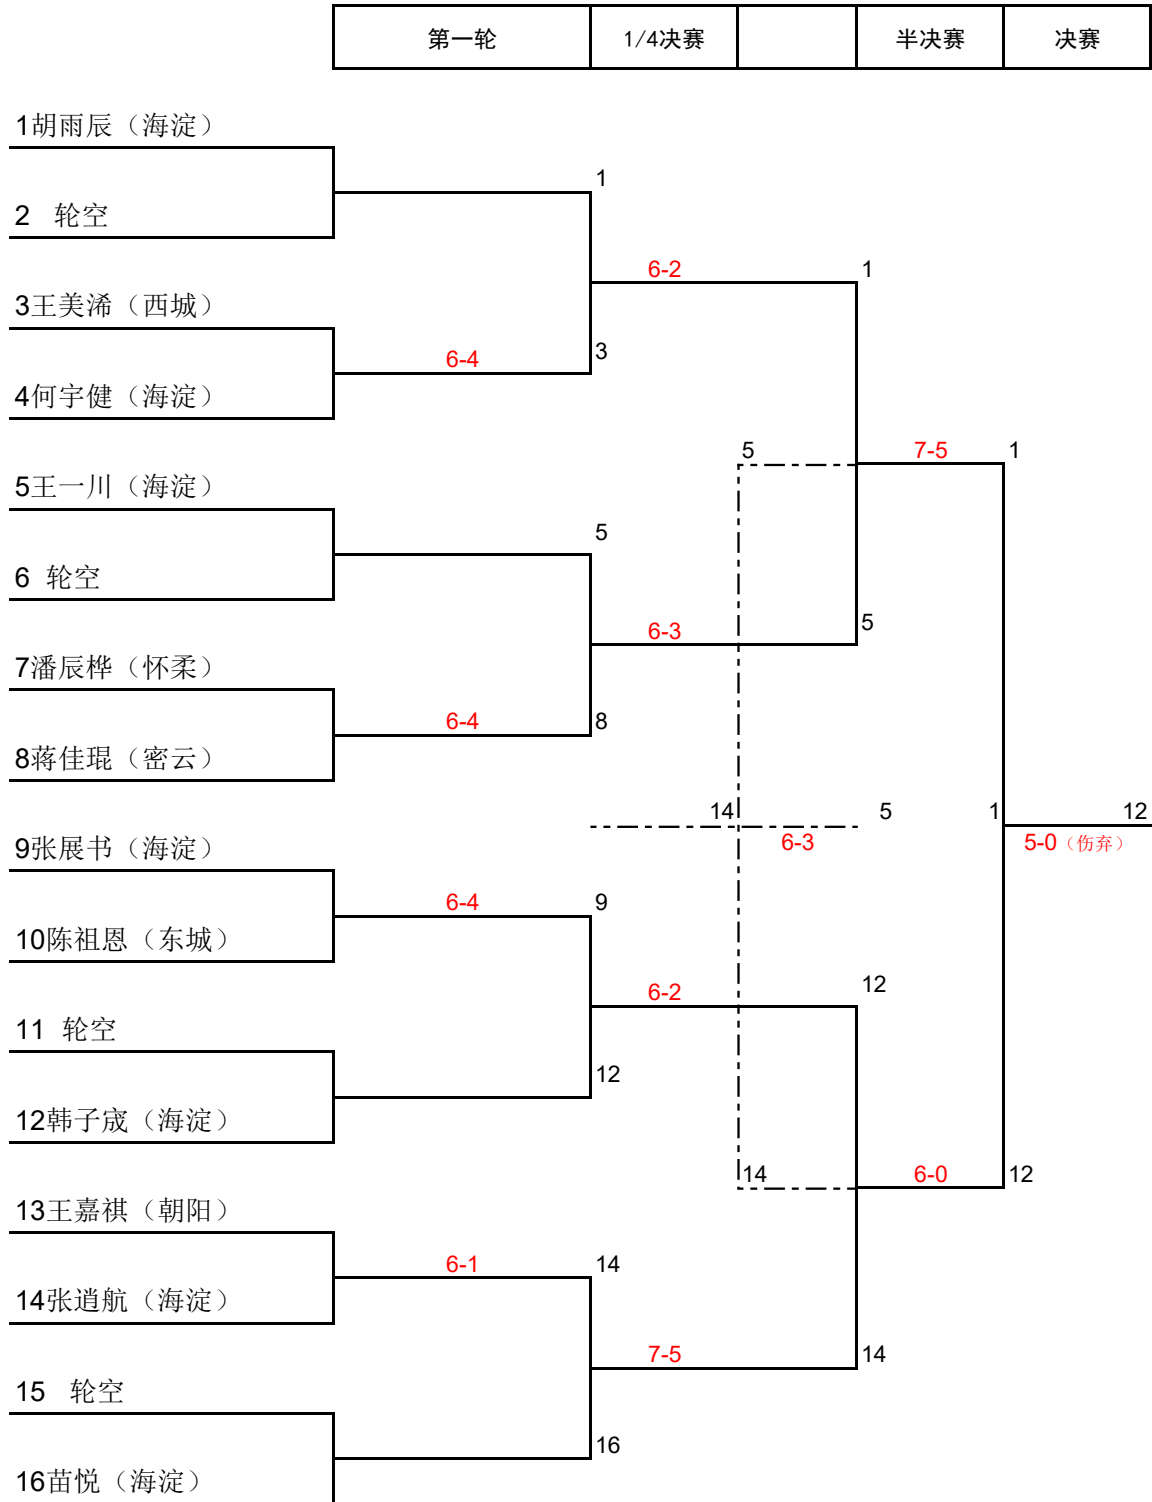 第一轮 1/4决赛 半决赛 决赛
1胡雨辰（海淀）
1
2 轮空
6-2 1
3王美浠（西城）
6-4 3
4何宇健（海淀）
5 7-5 1
5王一川（海淀）
5
6 轮空
6-3 5
7潘辰桦（怀柔）
6-4 8
8蒋佳琨（密云）
14 5 1 12
6-3 5-0（伤弃）
9张展书（海淀）
6-4 9
10陈祖恩（东城）
6-2 12
11 轮空
12
12韩子宬（海淀）
14 6-0 12
13王嘉祺（朝阳）
6-1 14
14张逍航（海淀）
7-5 14
15 轮空
16
16苗悦（海淀）